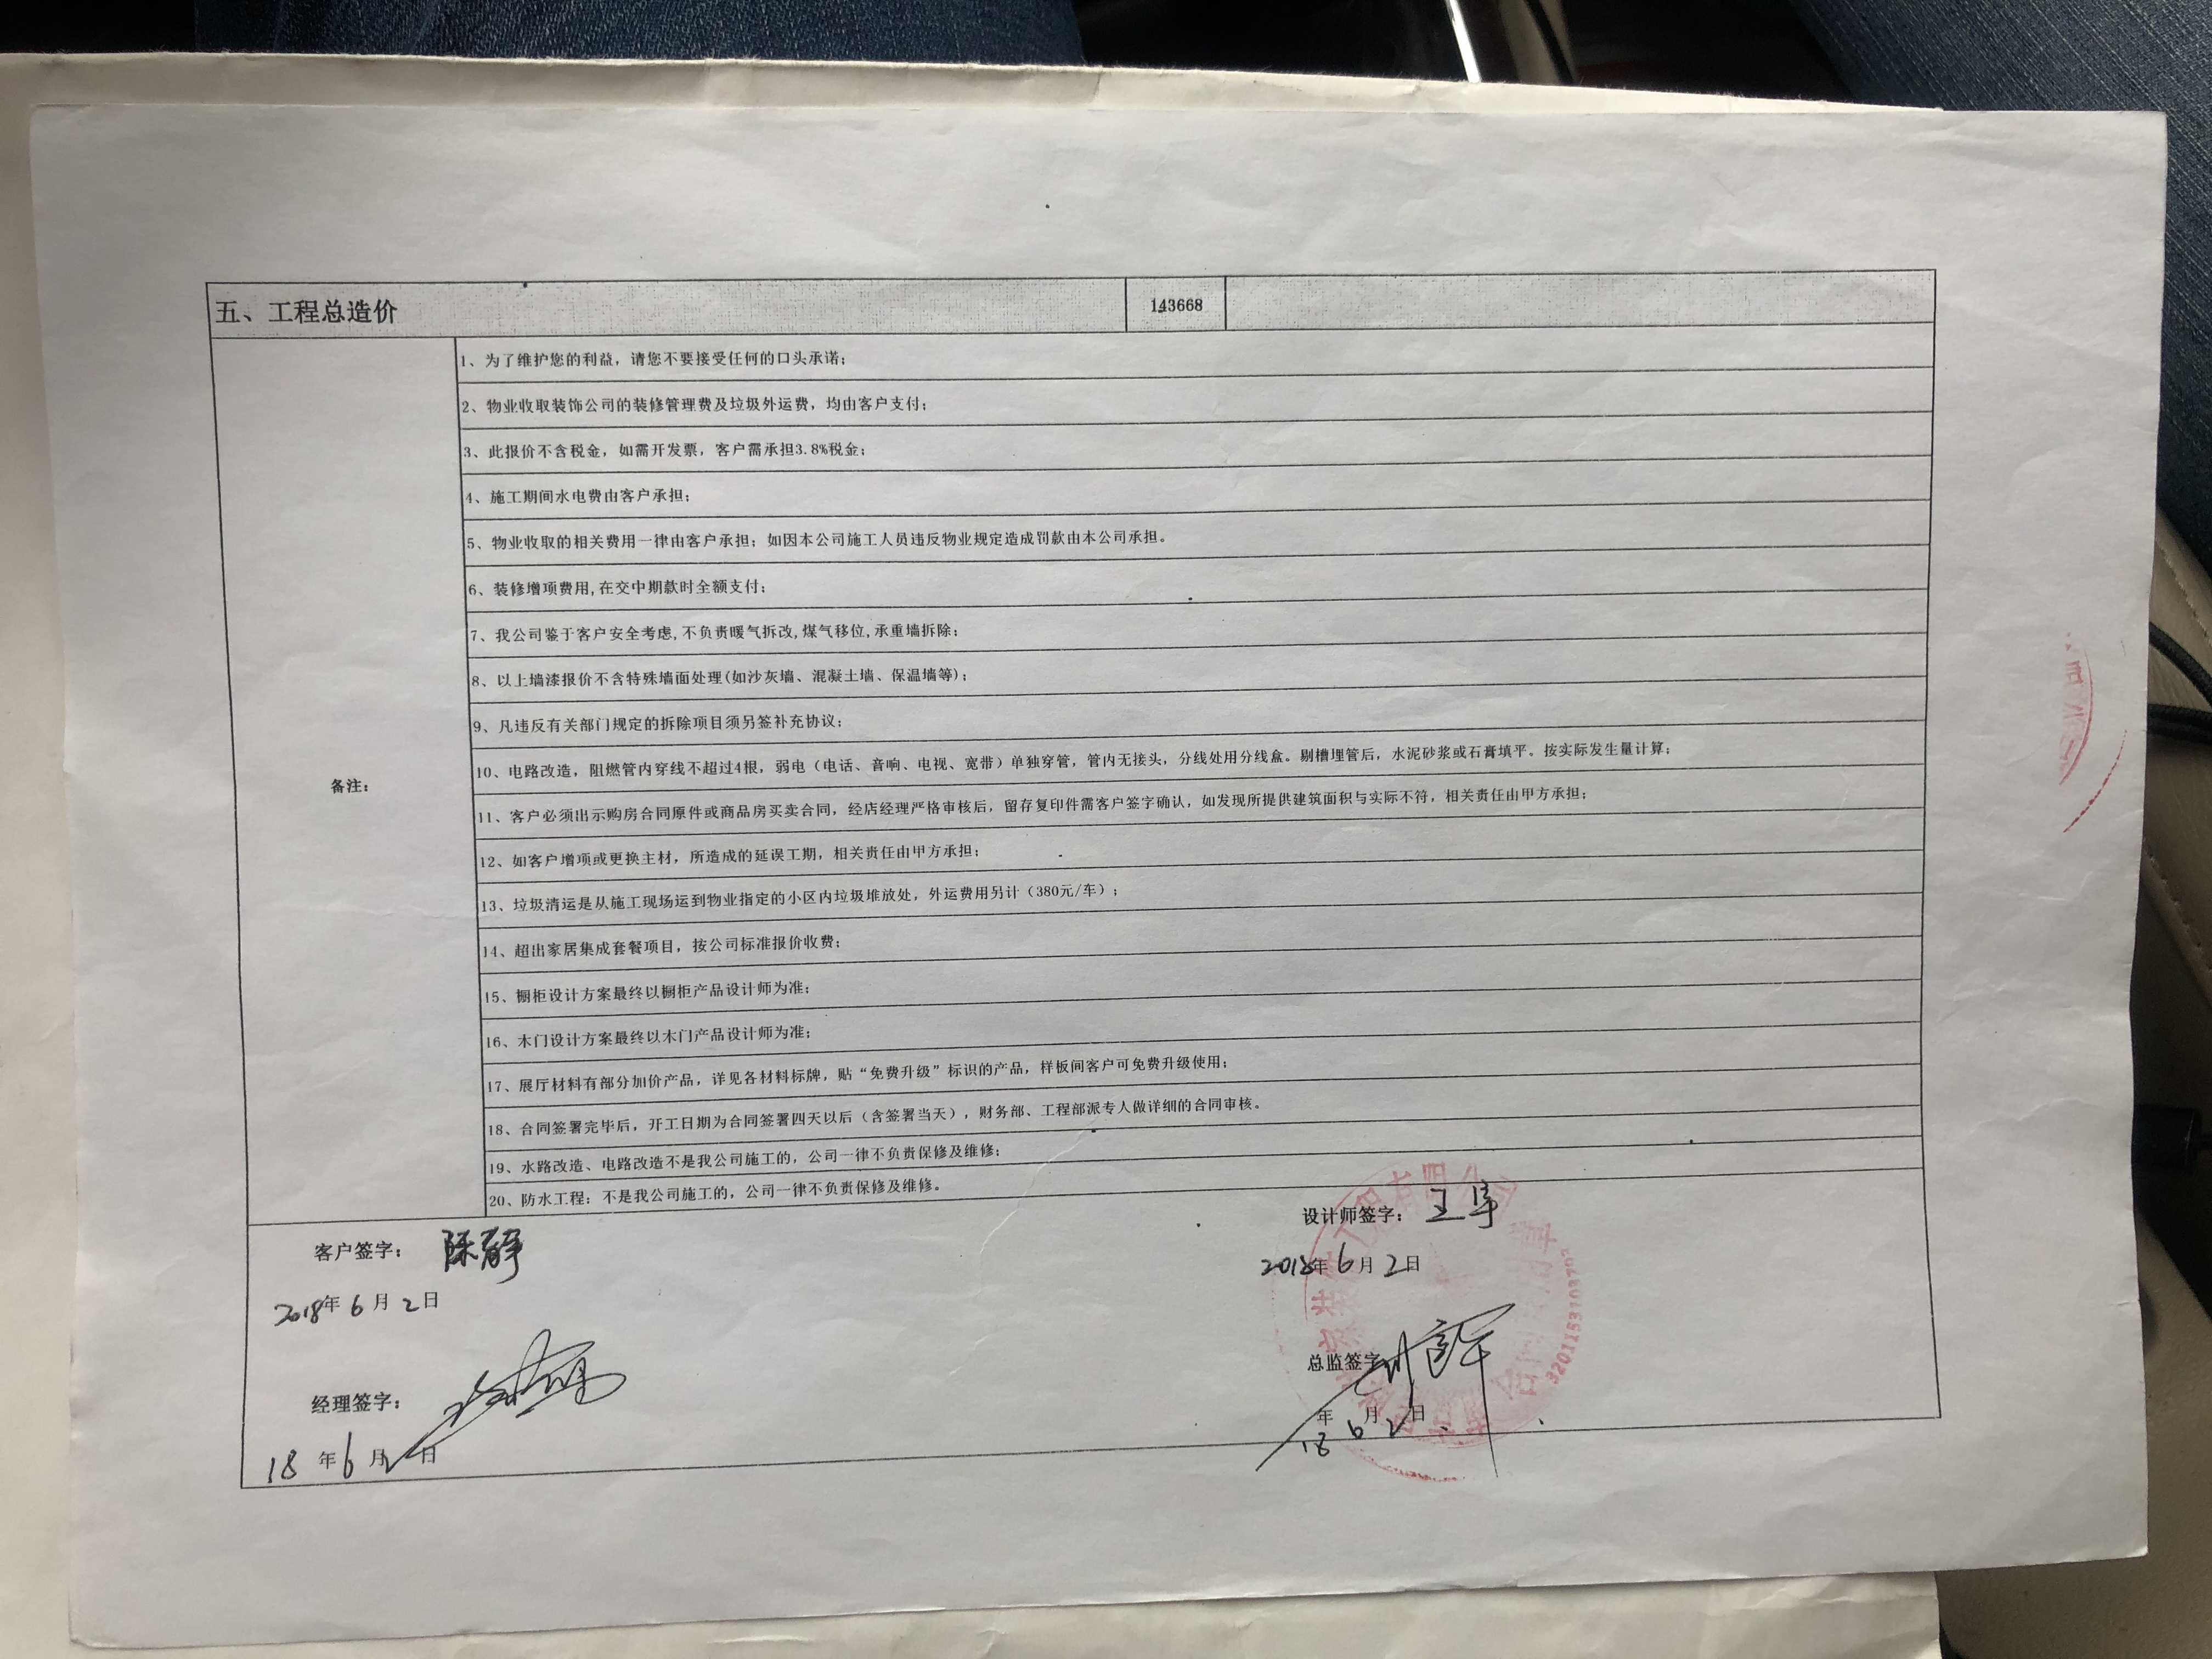 五、工程总造价 143668
备注:
1、为了维护您的利益，请您不要接受任何的口头承诺;
2、物业收取装饰公司的装修管理费及垃圾外运费，均由客户支付;
3、此报价不含税金，如需开发票，客户需承担3.8%税金;
4、施工期间水电费由客户承担;
5、物业收取的相关费用一律由客户承担; 如因本公司施工人员违反物业规定造成罚款由本公司承担。
6、装修增项费用,在交中期款时全额支付;
7、我公司鉴于客户安全考虑,不负责暖气拆改,煤气移位,承重墙拆除;
8、以上墙漆报价不含特殊墙面处理(如沙灰墙、混凝土墙、保温墙等);
9、凡违反有关部门规定的拆除项目须另签补充协议;
10、电路改造，阻燃管内穿线不超过4根，弱电（电话、音响、电视、宽带）单独穿管，管内无接头，分线处用分线盒。剔槽埋管后，水泥砂浆或石膏填平。按实际发生量计算;
11、客户必须出示购房合同原件或商品房买卖合同，经店经理严格审核后，留存复印件需客户签字确认，如发现所提供建筑面积与实际不符，相关责任由甲方承担;
12、如客户增项或更换主材，所造成的延误工期，相关责任由甲方承担;
13、垃圾清运是从施工现场运到物业指定的小区内垃圾堆放处，外运费用另计（380元/车）;
14、超出家居集成套餐项目，按公司标准报价收费;
15、橱柜设计方案最终以橱柜产品设计师为准;
16、木门设计方案最终以木门产品设计师为准;
17、展厅材料有部分加价产品，详见各材料标牌，贴“免费升级”标识的产品，样板间客户可免费升级使用;
18、合同签署完毕后，开工日期为合同签署四天以后（含签署当天），财务部、工程部派专人做详细的合同审核。
19、水路改造、电路改造不是我公司施工的，公司一律不负责保修及维修;
20、防水工程: 不是我公司施工的，公司一律不负责保修及维修。
客户签字: 陈静
2018年6月2日
设计师签字:
2018年6月2日
经理签字:
18年6月2日
总监签字
18年6月2日